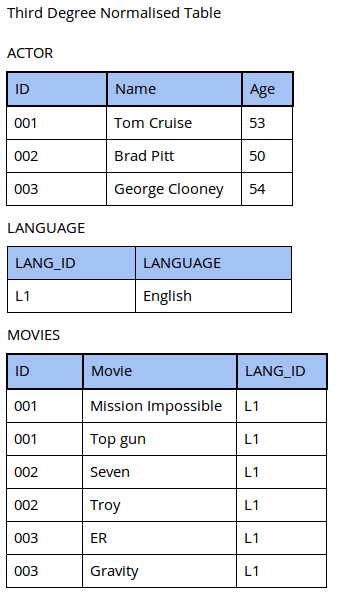 Third Degree Normalised Table
ACTOR
ID Name Age
001 Tom Cruise 53
002 Brad Pitt 50
003 George Clooney 54
LANGUAGE
LANG_ID LANGUAGE
L1 English
MOVIES
ID Movie LANG_ID
001 Mission Impossible L1
001 Top gun L1
002 Seven L1
002 Troy L1
003 ER L1
003 Gravity L1